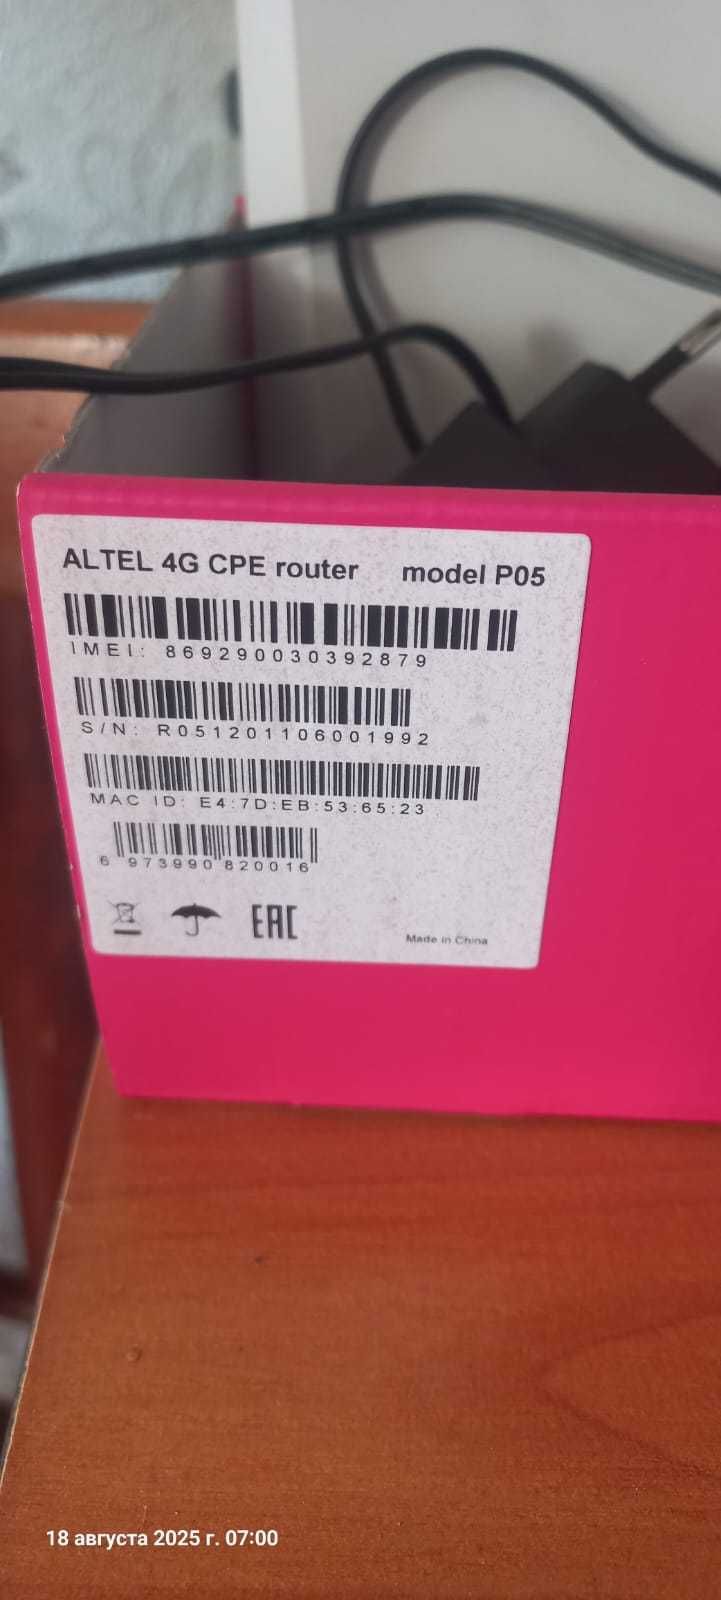 ALTEL 4G CPE router model P05
IMEI: 869290030392879
S/N: R051201106001992
MAC ID: E4:7D:EB:53:65:23
6 973990 820016
EAC
Made in China
18 августа 2025 г. 07:00